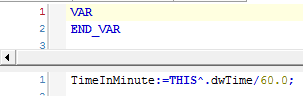 1 VAR
2 END_VAR
3
1 TimeInMinute:=THIS^.dwTime/60.0;